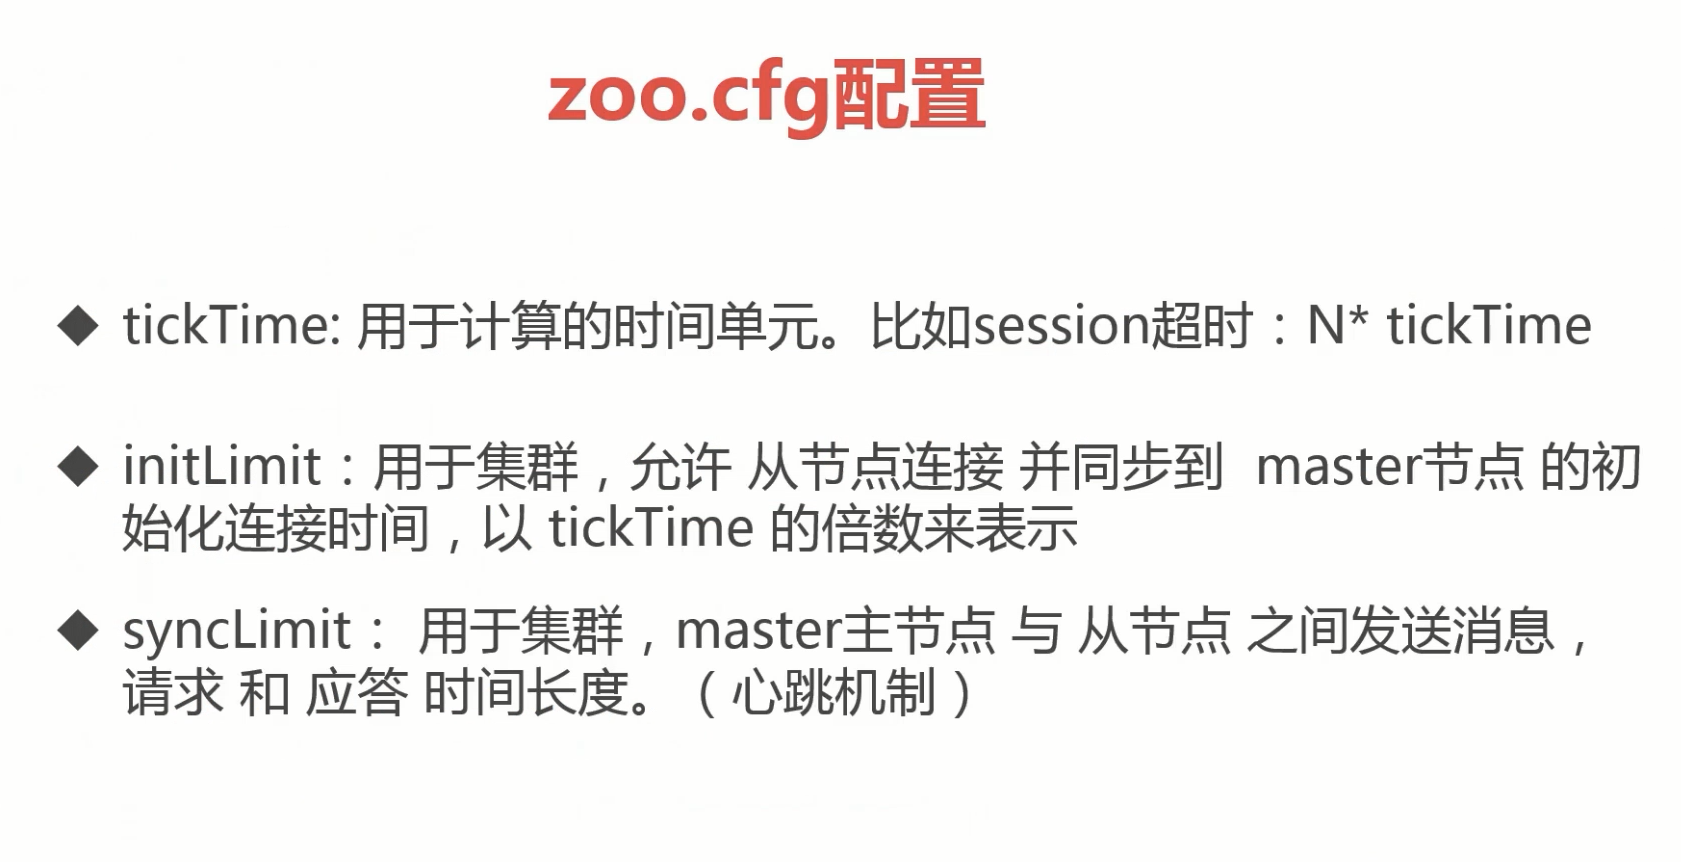 zoo.cfg配置
◆ tickTime: 用于计算的时间单元。比如session超时：N* tickTime
◆ initLimit：用于集群，允许 从节点连接 并同步到 master节点 的初
始化连接时间，以 tickTime 的倍数来表示
◆ syncLimit： 用于集群，master主节点 与 从节点 之间发送消息，
请求 和 应答 时间长度。（心跳机制）